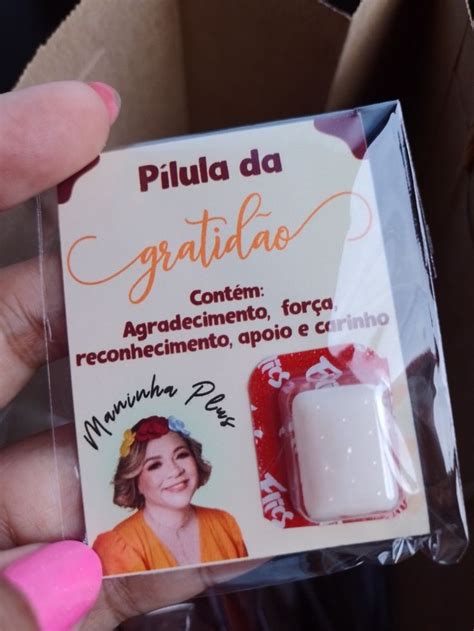 Pílula da
gratidão
Contém:
Agradecimento, força,
reconhecimento, apoio e carinho
Maninha Plus